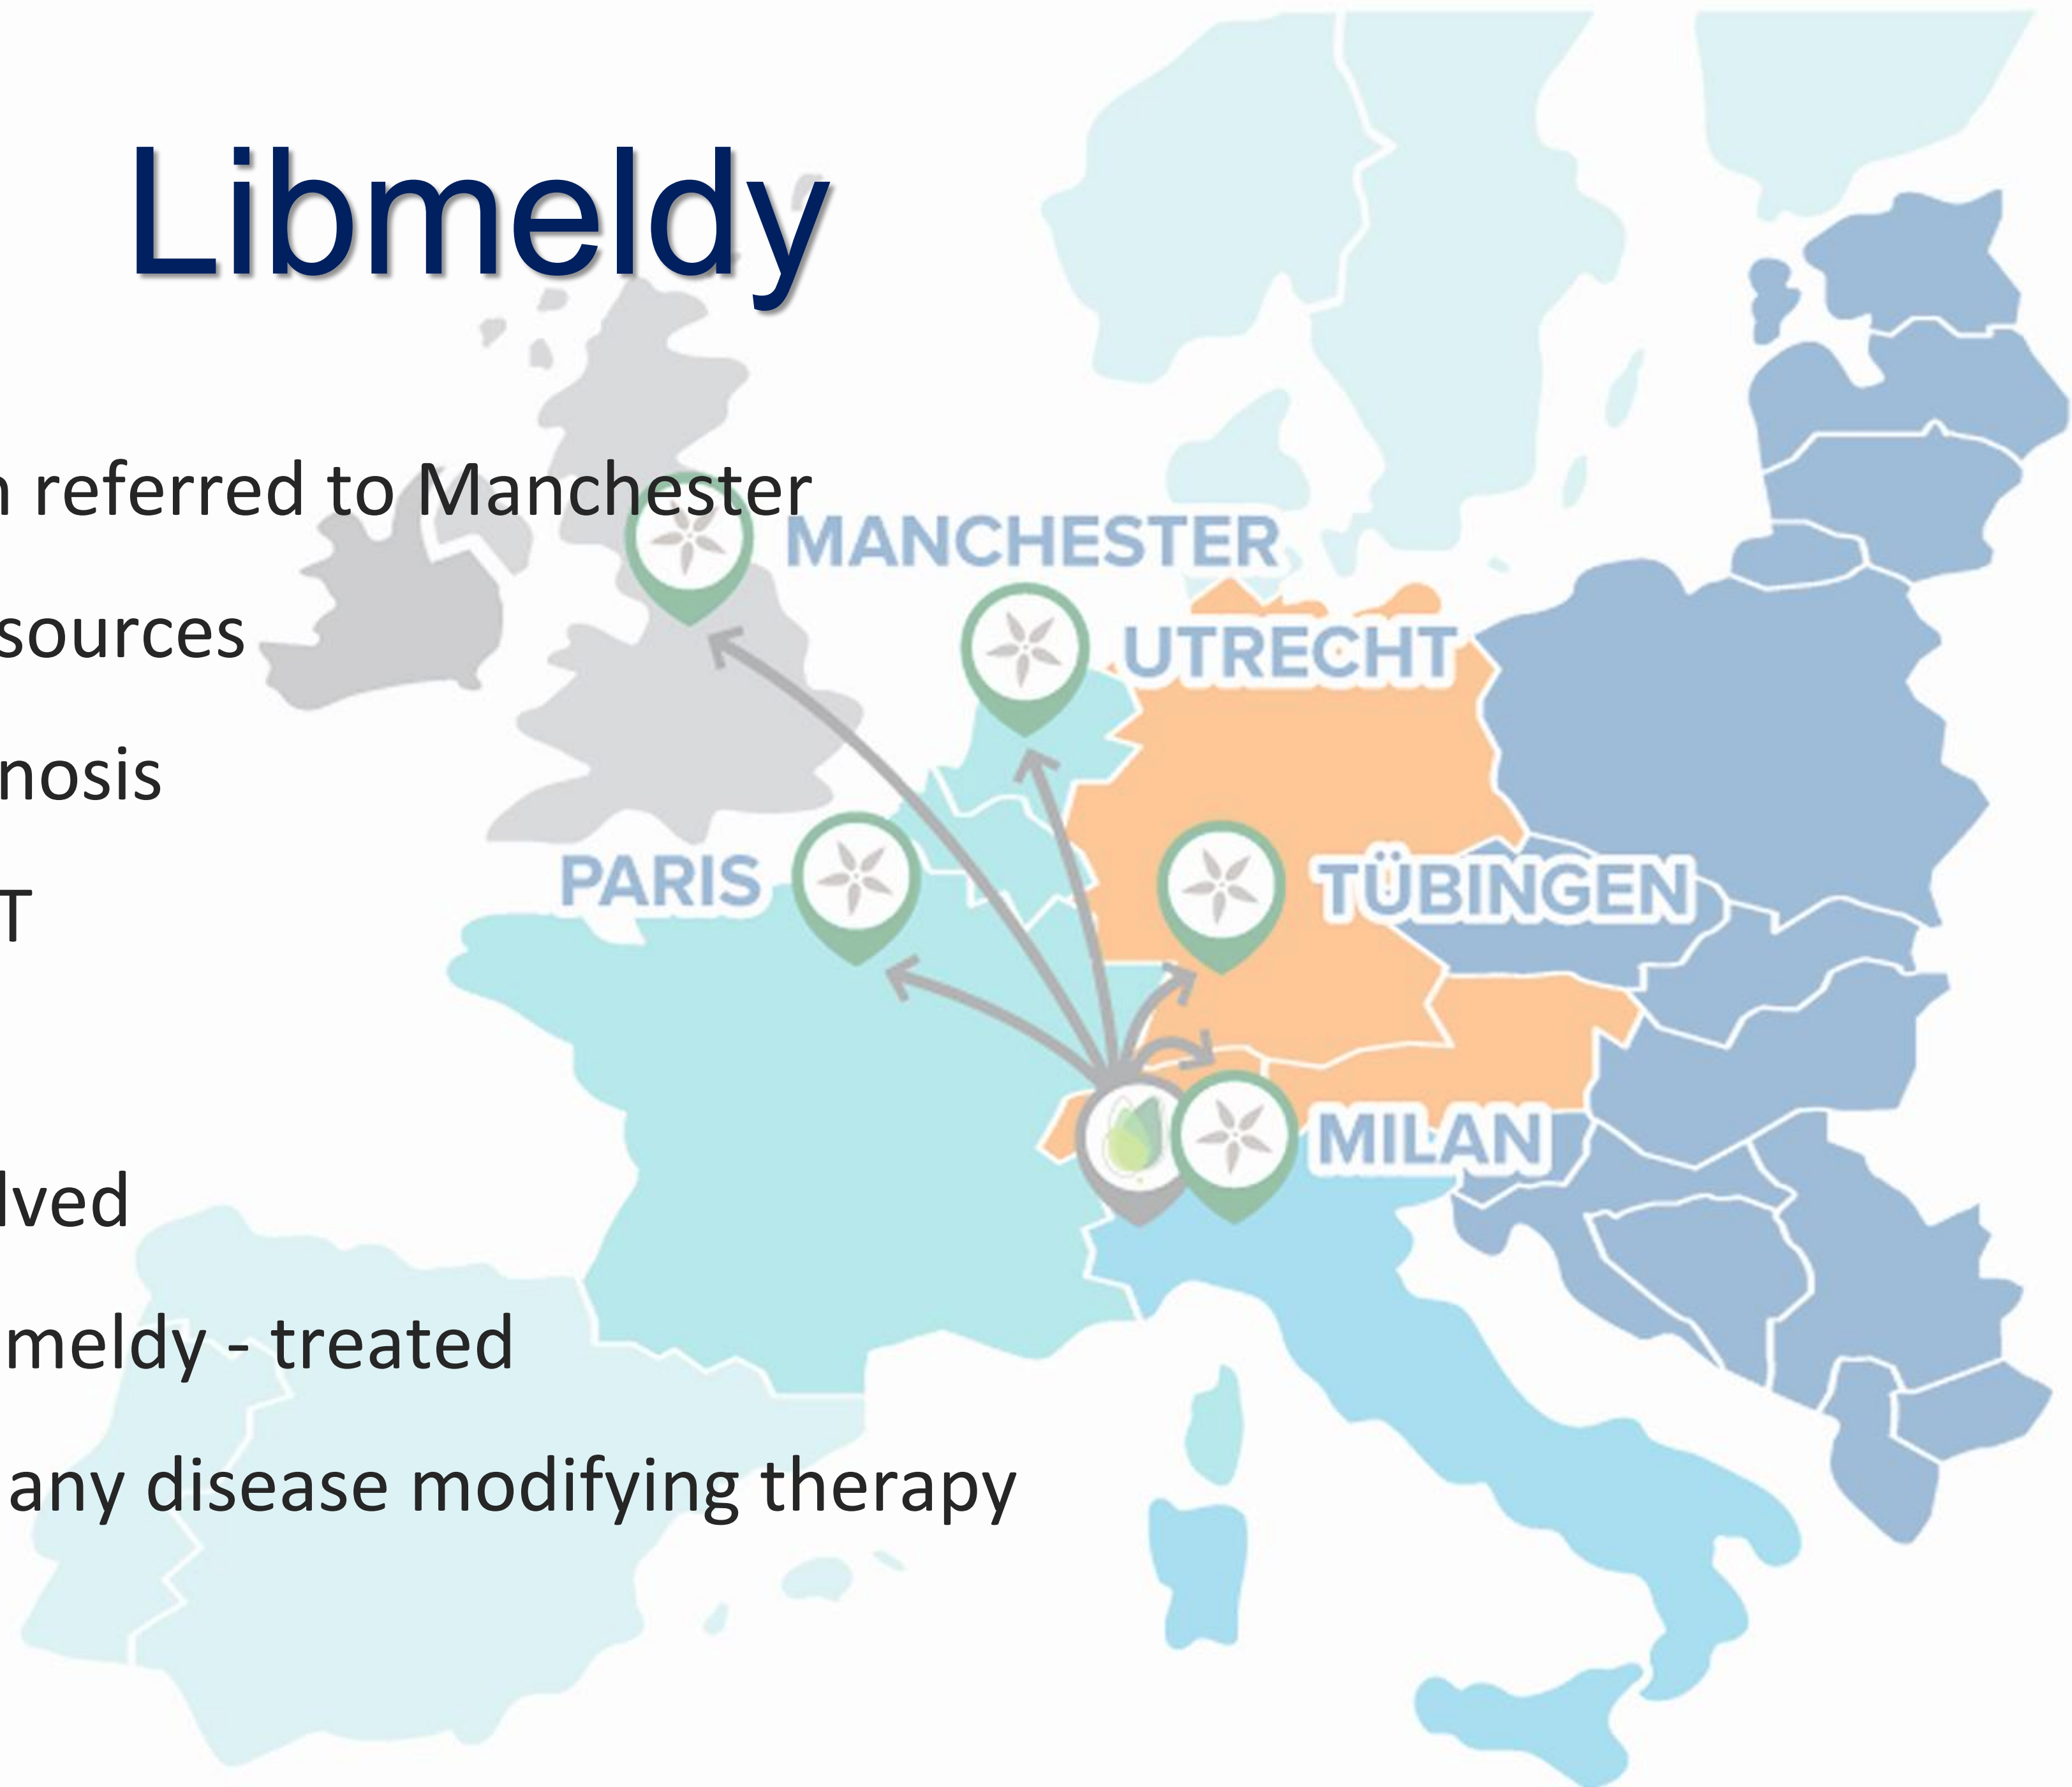 Libmeldy
referred to Manchester
MANCHESTER
sources
UTRECHT
nosis
PARIS
TÜBINGEN
T
MILAN
lved
meldy - treated
any disease modifying therapy